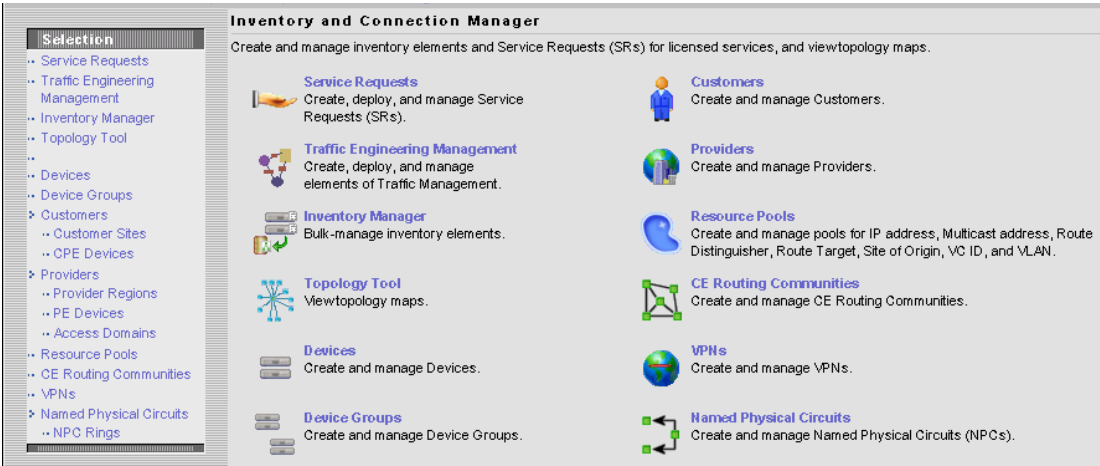 Inventory and Connection Manager
Selection
Service Requests
Traffic Engineering
Management
Inventory Manager
Topology Tool
Devices
Device Groups
Customers
Customer Sites
CPE Devices
Providers
Provider Regions
PE Devices
Access Domains
Resource Pools
CE Routing Communities
VPNs
Named Physical Circuits
NPC Rings
Create and manage inventory elements and Service Requests (SRs) for licensed services, and viewtopology maps.
Service Requests
Create, deploy, and manage Service
Requests (SRs).
Customers
Create and manage Customers.
Traffic Engineering Management
Create, deploy, and manage
elements of Traffic Management.
Providers
Create and manage Providers.
Inventory Manager
Bulk-manage inventory elements.
Resource Pools
Create and manage pools for IP address, Multicast address, Route
Distinguisher, Route Target, Site of Origin, VC ID, and VLAN.
Topology Tool
Viewtopology maps.
CE Routing Communities
Create and manage CE Routing Communities.
Devices
Create and manage Devices.
VPNs
Create and manage VPNs.
Device Groups
Create and manage Device Groups.
Named Physical Circuits
Create and manage Named Physical Circuits (NPCs).